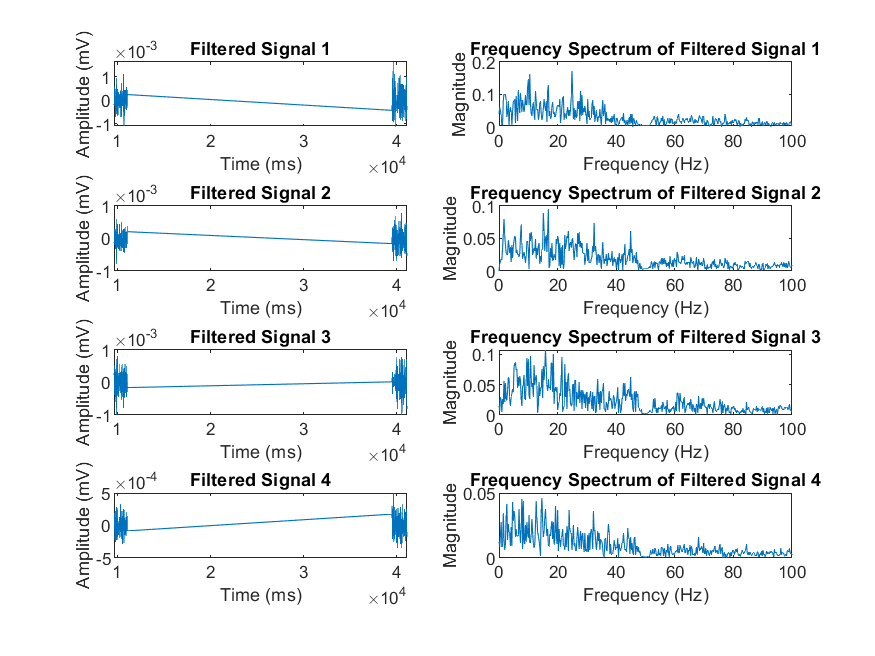 Filtered Signal 1
×10-3
Amplitude (mV)
1
0
-1
1 2 3 4
Time (ms)
×104
Frequency Spectrum of Filtered Signal 1
Magnitude
0.2
0.1
0
0 20 40 60 80 100
Frequency (Hz)
Filtered Signal 2
×10-3
Amplitude (mV)
1
0
-1
1 2 3 4
Time (ms)
×104
Frequency Spectrum of Filtered Signal 2
Magnitude
0.1
0.05
0
0 20 40 60 80 100
Frequency (Hz)
Filtered Signal 3
×10-3
Amplitude (mV)
1
0
-1
1 2 3 4
Time (ms)
×104
Frequency Spectrum of Filtered Signal 3
Magnitude
0.1
0.05
0
0 20 40 60 80 100
Frequency (Hz)
Filtered Signal 4
×10-4
Amplitude (mV)
5
0
-5
1 2 3 4
Time (ms)
×104
Frequency Spectrum of Filtered Signal 4
Magnitude
0.05
0
0 20 40 60 80 100
Frequency (Hz)